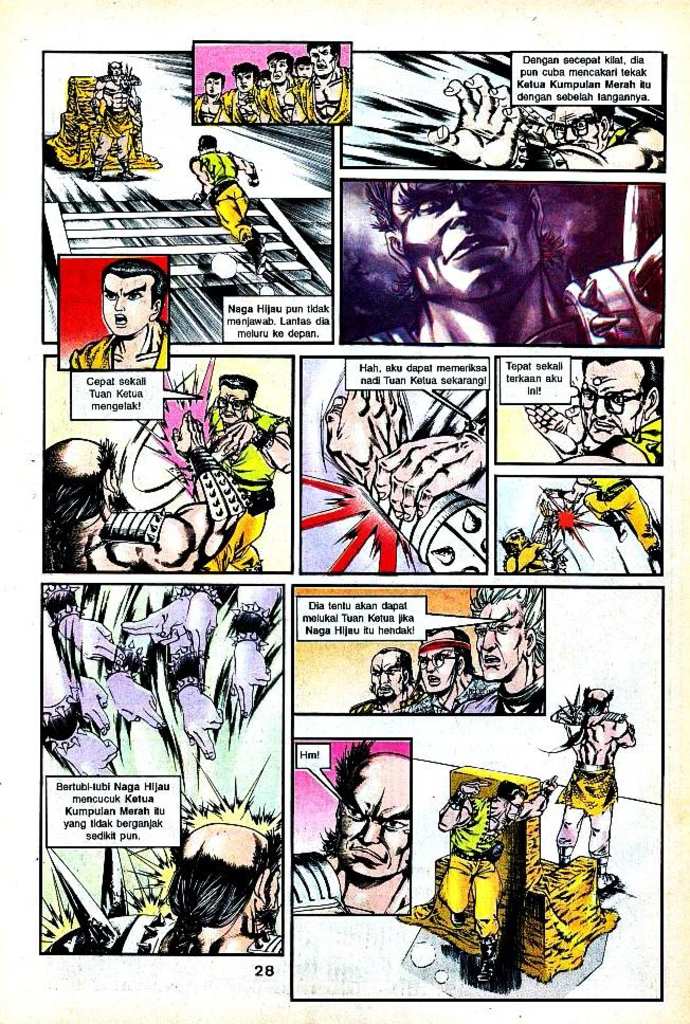 Naga Hijau pun tidak
menjawab. Lantas dia
meluru ke depan.
Dengan secepat kilat, dia
pun cuba mencakari tekak
Ketua Kumpulan Merah itu
dengan sebelah tangannya.
Cepat sekali
Tuan Ketua
mengelak!
Hah, aku dapat memeriksa
nadi Tuan Ketua sekarang!
Tepat sekali
terkaan aku
ini!
Bertubi-tubi Naga Hijau
mencucuk Ketua
Kumpulan Merah itu
yang tidak berganjak
sedikit pun.
Dia tentu akan dapat
melukai Tuan Ketua jika
Naga Hijau itu hendak!
Hm!
28